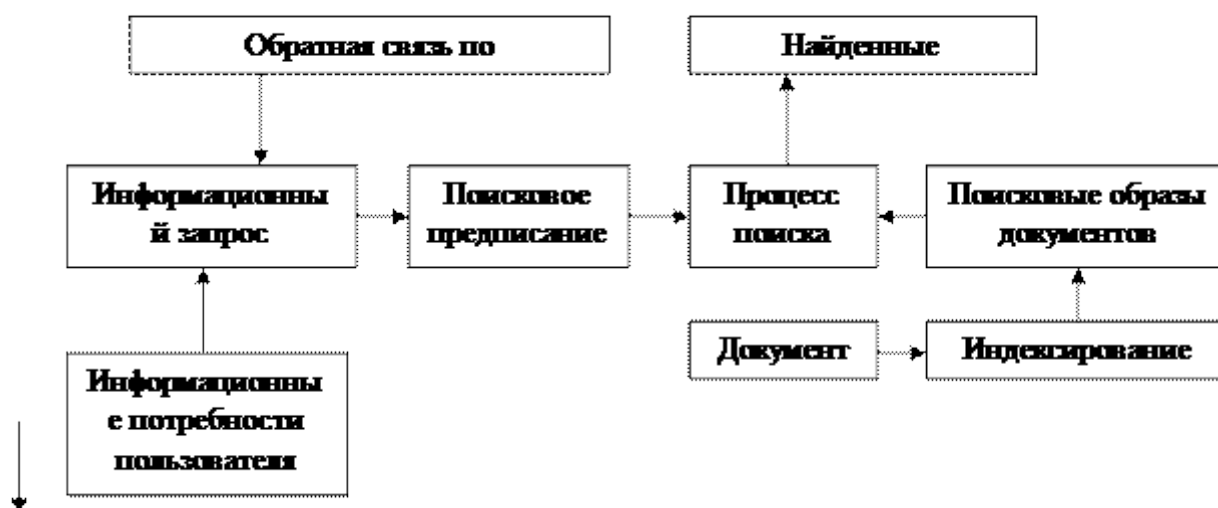 Обратная связь по
Найденные
Информационны
й запрос
Поисковое
предписание
Процесс
поиска
Поисковые образы
документов
Документ
Индексирование
Информационны
е потребности
пользователя